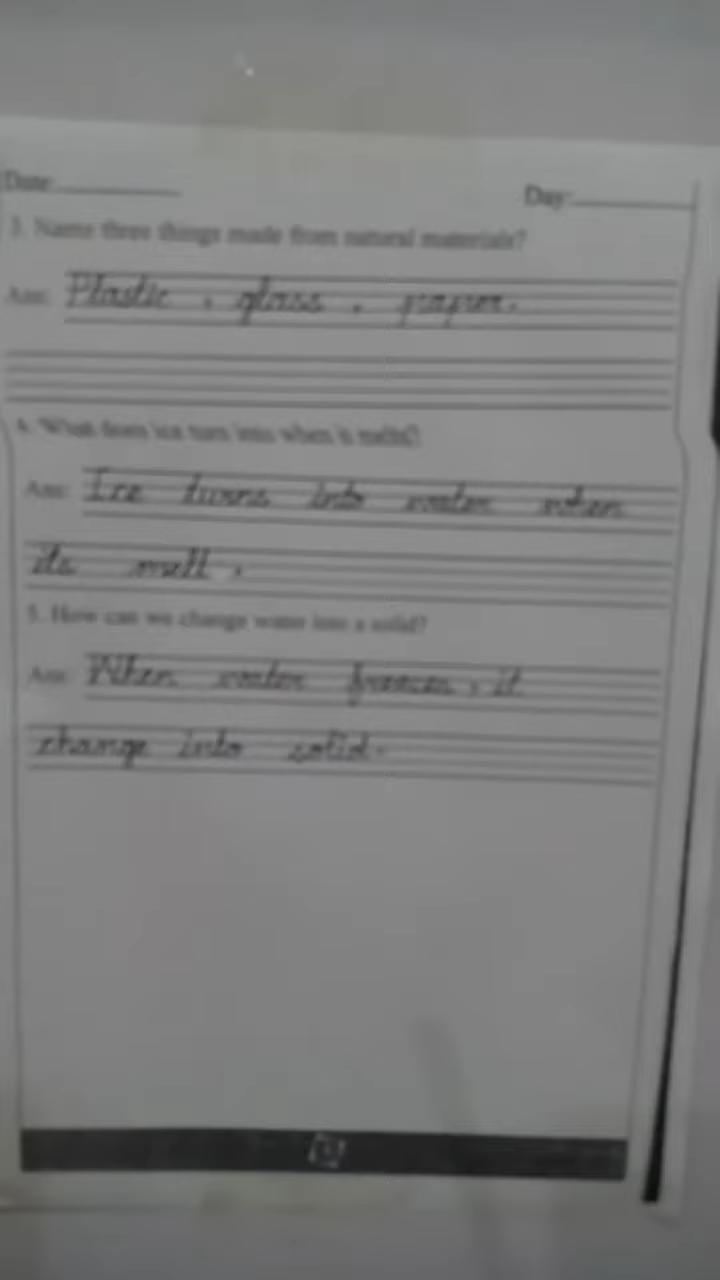 Date:
Day:
3. Name three things made from natural materials?
Ans: Plastic , glass , paper.
4. What does ice turn into when it melts?
Ans: Ice turns into water when
its melt .
5. How can we change water into a solid?
Ans: When water freezes , it
change into solid.